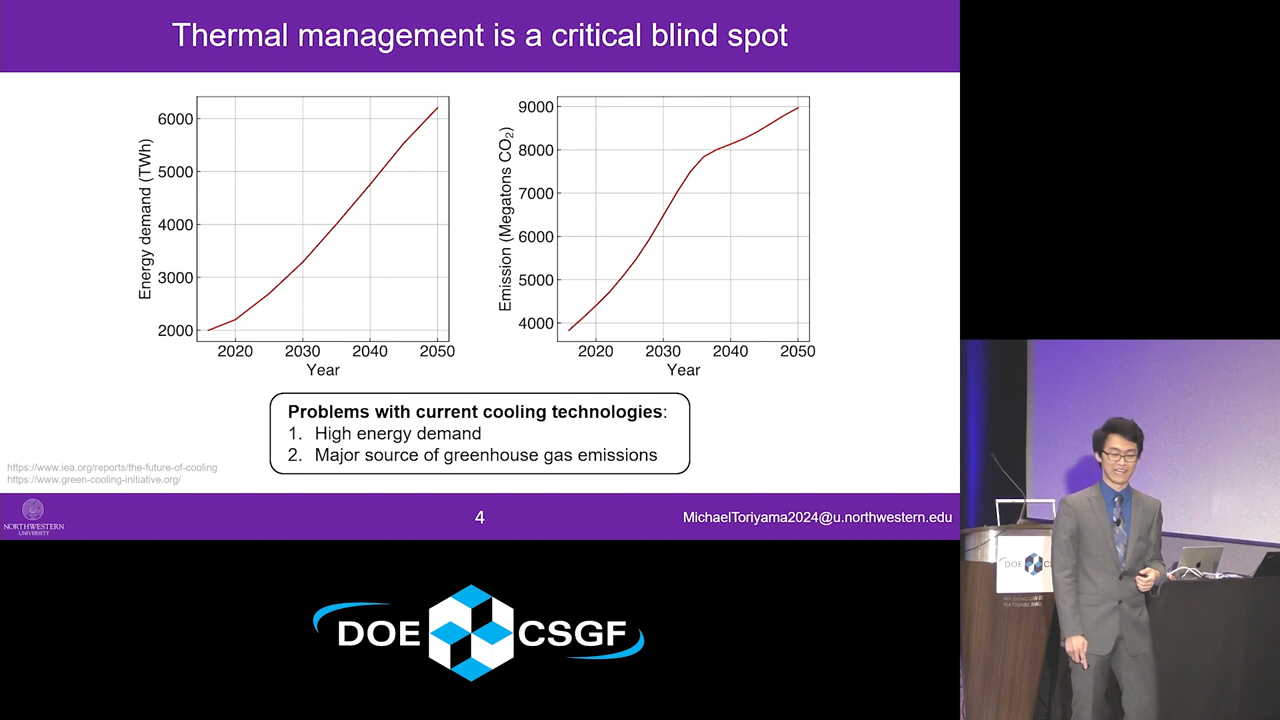 Thermal management is a critical blind spot
Energy demand (TWh)
6000
5000
4000
3000
2000
2020 2030 2040 2050
Year
Emission (Megatons CO₂)
9000
8000
7000
6000
5000
4000
2020 2030 2040 2050
Year
Problems with current cooling technologies:
1. High energy demand
2. Major source of greenhouse gas emissions
https://www.iea.org/reports/the-future-of-cooling
https://www.green-cooling-initiative.org/
NORTHWESTERN
UNIVERSITY
4
MichaelToriyama2024@u.northwestern.edu
DOE CSGF
DOE CS